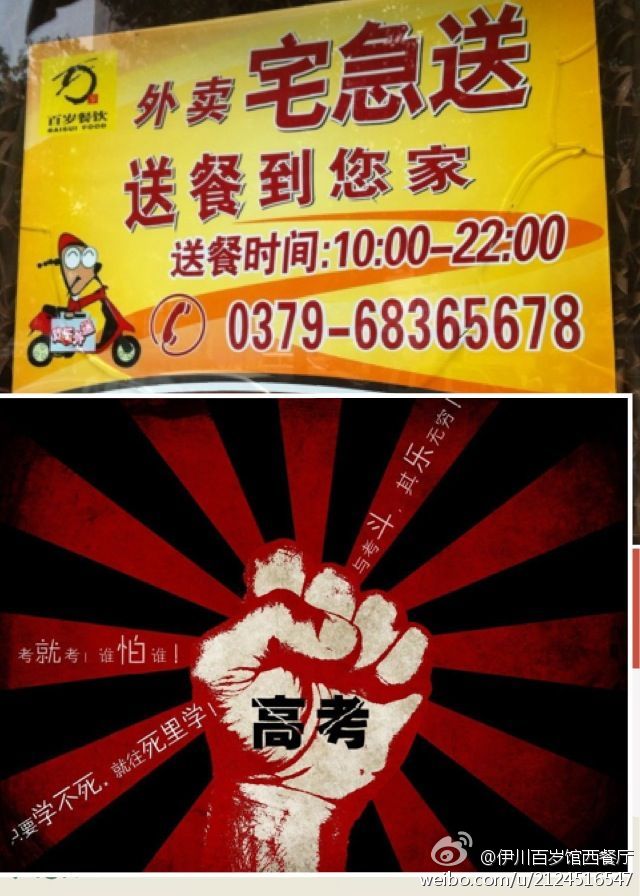 百岁餐饮
BAISUI FOOD
外卖 宅急送
送餐到您家
送餐时间:10:00-22:00
0379-68365678
与考斗，其乐无穷！
考就考！谁怕谁！
高考
只要学不死，就往死里学！
@伊川百岁馆西餐厅
weibo.com/u/2124516547